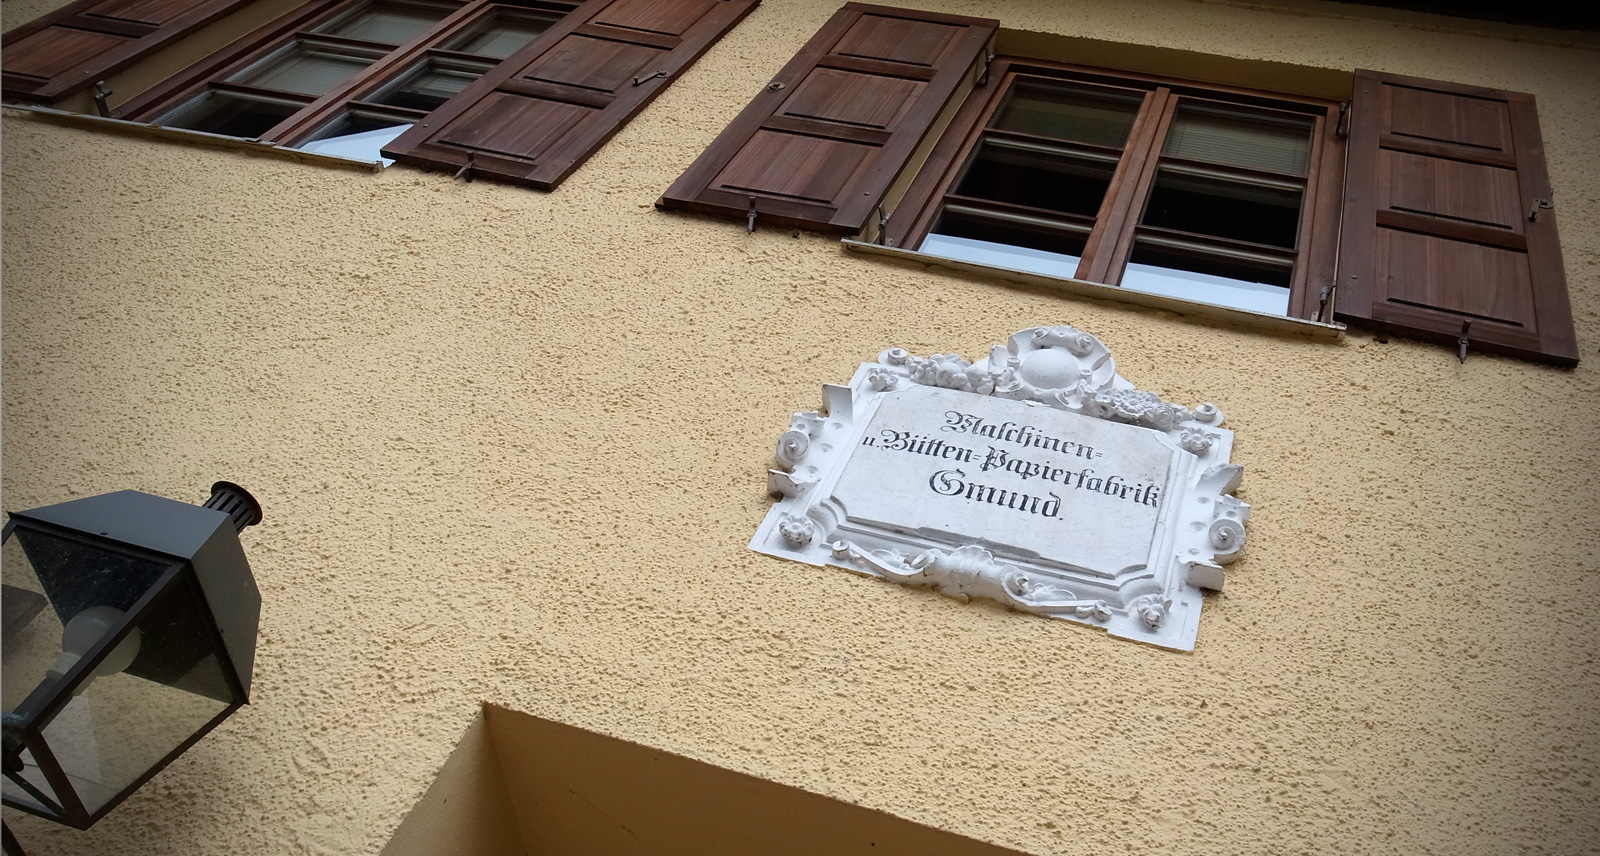 Maschinen=
u. Bütten=Papierfabrik
Gmund.